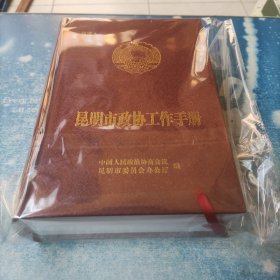 昆明市政协工作手册
中国人民政治协商会议
昆明市委员会办公厅 编